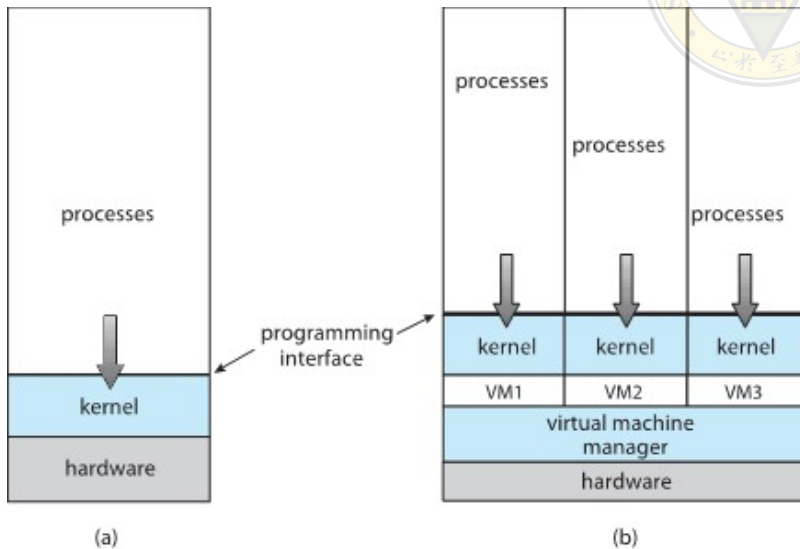 processes
kernel
hardware
(a)
programming
interface
processes
processes
processes
kernel
kernel
kernel
VM1
VM2
VM3
virtual machine
manager
hardware
(b)